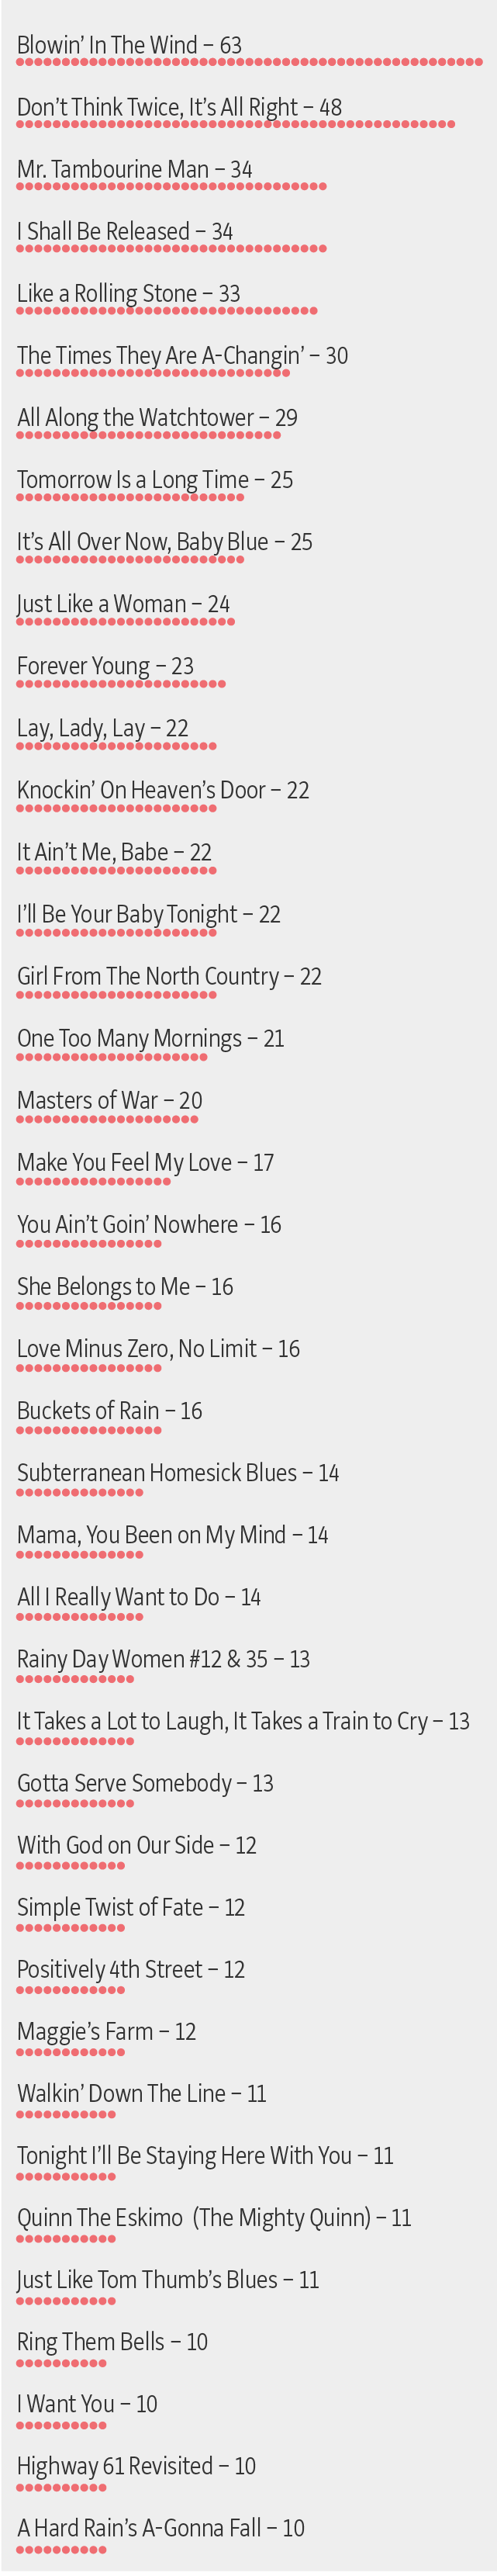 Blowin’ In The Wind – 63
Don’t Think Twice, It’s All Right – 48
Mr. Tambourine Man – 34
I Shall Be Released – 34
Like a Rolling Stone – 33
The Times They Are A-Changin’ – 30
All Along the Watchtower – 29
Tomorrow Is a Long Time – 25
It’s All Over Now, Baby Blue – 25
Just Like a Woman – 24
Forever Young – 23
Lay, Lady, Lay – 22
Knockin’ On Heaven’s Door – 22
It Ain’t Me, Babe – 22
I’ll Be Your Baby Tonight – 22
Girl From The North Country – 22
One Too Many Mornings – 21
Masters of War – 20
Make You Feel My Love – 17
You Ain’t Goin’ Nowhere – 16
She Belongs to Me – 16
Love Minus Zero, No Limit – 16
Buckets of Rain – 16
Subterranean Homesick Blues – 14
Mama, You Been on My Mind – 14
All I Really Want to Do – 14
Rainy Day Women #12 & 35 – 13
It Takes a Lot to Laugh, It Takes a Train to Cry – 13
Gotta Serve Somebody – 13
With God on Our Side – 12
Simple Twist of Fate – 12
Positively 4th Street – 12
Maggie’s Farm – 12
Walkin’ Down The Line – 11
Tonight I’ll Be Staying Here With You – 11
Quinn The Eskimo  (The Mighty Quinn) – 11
Just Like Tom Thumb’s Blues – 11
Ring Them Bells – 10
I Want You – 10
Highway 61 Revisited – 10
A Hard Rain’s A-Gonna Fall – 10